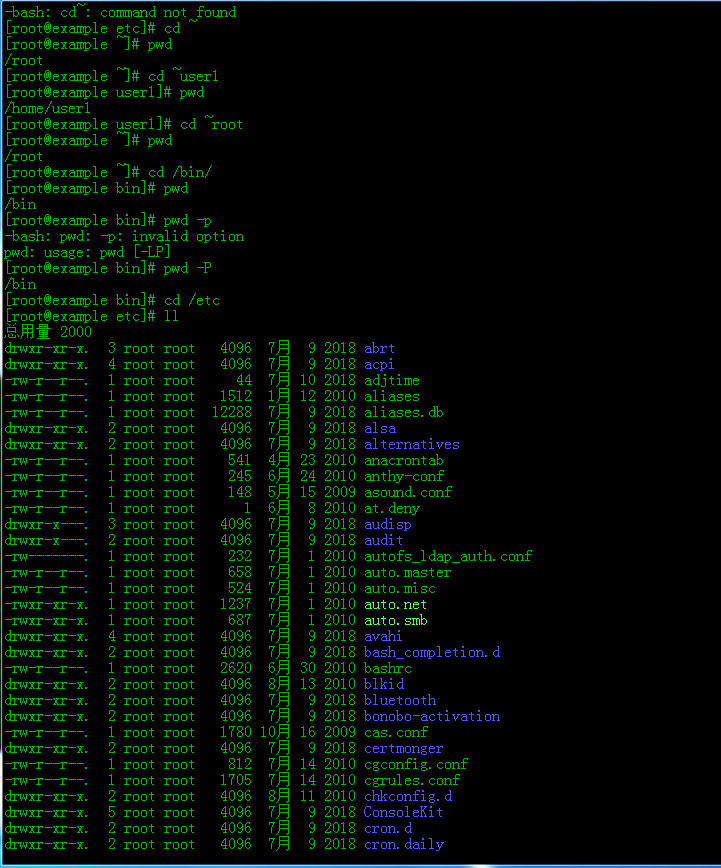 -bash: cd~: command not found
[root@example etc]# cd ~
[root@example ~]# pwd
/root
[root@example ~]# cd ~user1
[root@example user1]# pwd
/home/user1
[root@example user1]# cd ~root
[root@example ~]# pwd
/root
[root@example ~]# cd /bin/
[root@example bin]# pwd
/bin
[root@example bin]# pwd -p
-bash: pwd: -p: invalid option
pwd: usage: pwd [-LP]
[root@example bin]# pwd -P
/bin
[root@example bin]# cd /etc
[root@example etc]# ll
总用量 2000
drwxr-xr-x. 3 root root 4096 7月 9 2018 abrt
drwxr-xr-x. 4 root root 4096 7月 9 2018 acpi
-rw-r--r--. 1 root root 44 7月 10 2018 adjtime
-rw-r--r--. 1 root root 1512 1月 12 2010 aliases
-rw-r--r--. 1 root root 12288 7月 9 2018 aliases.db
drwxr-xr-x. 2 root root 4096 7月 9 2018 alsa
drwxr-xr-x. 2 root root 4096 7月 9 2018 alternatives
-rw-r--r--. 1 root root 541 4月 23 2010 anacrontab
-rw-r--r--. 1 root root 245 6月 24 2010 anthy-conf
-rw-r--r--. 1 root root 148 5月 15 2009 asound.conf
-rw-r--r--. 1 root root 1 6月 8 2010 at.deny
drwxr-x---. 3 root root 4096 7月 9 2018 audisp
drwxr-x---. 2 root root 4096 7月 9 2018 audit
-rw-------. 1 root root 232 7月 1 2010 autofs_ldap_auth.conf
-rw-r--r--. 1 root root 658 7月 1 2010 auto.master
-rw-r--r--. 1 root root 524 7月 1 2010 auto.misc
-rwxr-xr-x. 1 root root 1237 7月 1 2010 auto.net
-rwxr-xr-x. 1 root root 687 7月 1 2010 auto.smb
drwxr-xr-x. 4 root root 4096 7月 9 2018 avahi
drwxr-xr-x. 2 root root 4096 7月 9 2018 bash_completion.d
-rw-r--r--. 1 root root 2620 6月 30 2010 bashrc
drwxr-xr-x. 2 root root 4096 8月 13 2010 blkid
drwxr-xr-x. 2 root root 4096 7月 9 2018 bluetooth
drwxr-xr-x. 2 root root 4096 7月 9 2018 bonobo-activation
-rw-r--r--. 1 root root 1780 10月 16 2009 cas.conf
drwxr-xr-x. 2 root root 4096 7月 9 2018 certmonger
-rw-r--r--. 1 root root 812 7月 14 2010 cgconfig.conf
-rw-r--r--. 1 root root 1705 7月 14 2010 cgrules.conf
drwxr-xr-x. 2 root root 4096 8月 11 2010 chkconfig.d
drwxr-xr-x. 5 root root 4096 7月 9 2018 ConsoleKit
drwxr-xr-x. 2 root root 4096 7月 9 2018 cron.d
drwxr-xr-x. 2 root root 4096 7月 9 2018 cron.daily